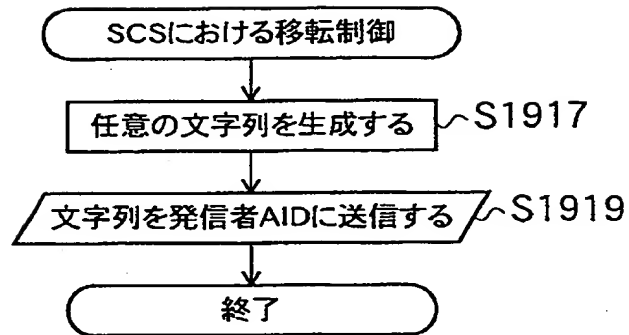 SCSにおける移転制御
任意の文字列を生成する
S1917
文字列を発信者AIDに送信する
S1919
終了